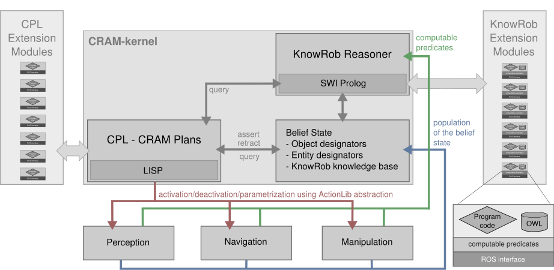 CPL
Extension
Modules
CRAM-kernel
KnowRob Reasoner
SWI Prolog
computable
predicates
KnowRob
Extension
Modules
query
CPL - CRAM Plans
LISP
assert
retract
query
Belief State
- Object designators
- Entity designators
- KnowRob knowledge base
population
of the belief
state
activation/deactivation/parametrization using ActionLib abstraction
Perception
Navigation
Manipulation
Program
code
OWL
computable predicates
ROS interface